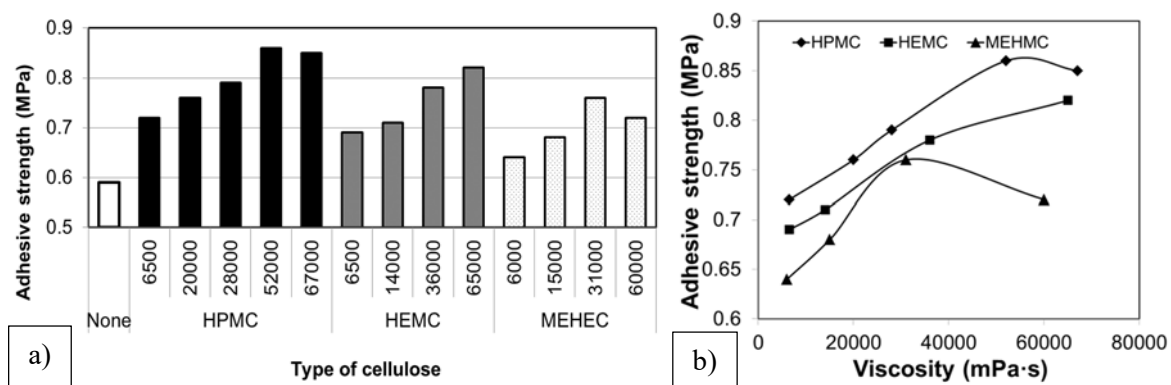 Adhesive strength (MPa)
0.9
0.8
0.7
0.6
0.5
6500
20000
28000
52000
67000
6500
14000
36000
65000
6000
15000
31000
60000
None HPMC HEMC MEHEC
a)
Type of cellulose
Adhesive strength (MPa)
0.9
0.85
0.8
0.75
0.7
0.65
0.6
HPMC HEMC MEHMC
0 20000 40000 60000 80000
b)
Viscosity (mPa·s)